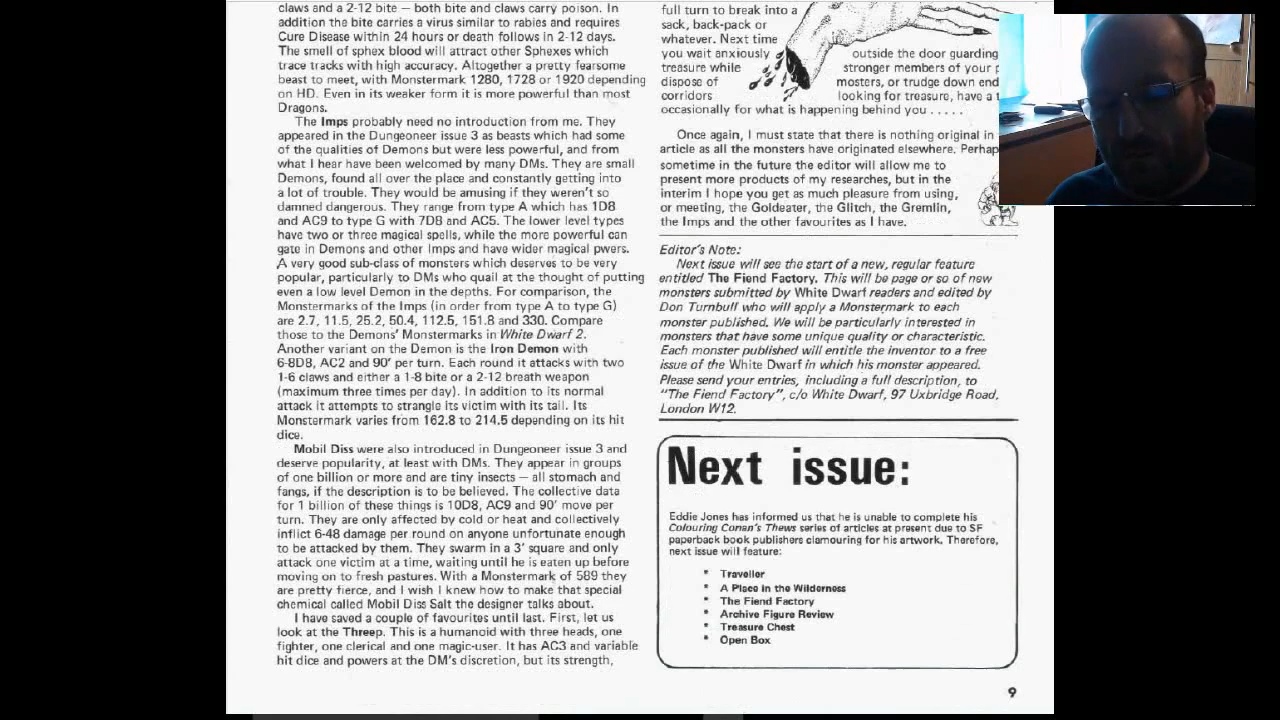 claws and a 2-12 bite — both bite and claws carry poison. In
addition the bite carries a virus similar to rabies and requires
Cure Disease within 24 hours or death follows in 2-12 days.
The smell of sphex blood will attract other Sphexes which
trace tracks with high accuracy. Altogether a pretty fearsome
beast to meet, with Monstermark 1280, 1728 or 1920 depending
on HD. Even in its weaker form it is more powerful than most
Dragons.
The Imps probably need no introduction from me. They
appeared in the Dungeoneer issue 3 as beasts which had some
of the qualities of Demons but were less powerful, and from
what I hear have been welcomed by many DMs. They are small
Demons, found all over the place and constantly getting into
a lot of trouble. They would be amusing if they weren't so
damned dangerous. They range from type A which has 1D8
and AC9 to type G with 7D8 and AC5. The lower level types
have two or three magical spells, while the more powerful can
gate in Demons and other Imps and have wider magical pwers.
A very good sub-class of monsters which deserves to be very
popular, particularly to DMs who quail at the thought of putting
even a low level Demon in the depths. For comparison, the
Monstermarks of the Imps (in order from type A to type G)
are 2.7, 11.5, 25.2, 50.4, 112.5, 151.8 and 330. Compare
those to the Demons' Monstermarks in White Dwarf 2.
Another variant on the Demon is the Iron Demon with
6-8D8, AC2 and 90' per turn. Each round it attacks with two
1-6 claws and either a 1-8 bite or a 2-12 breath weapon
(maximum three times per day). In addition to its normal
attack it attempts to strangle its victim with its tail. Its
Monstermark varies from 162.8 to 214.5 depending on its hit
dice.
Mobil Diss were also introduced in Dungeoneer issue 3 and
deserve popularity, at least with DMs. They appear in groups
of one billion or more and are tiny insects — all stomach and
fangs, if the description is to be believed. The collective data
for 1 billion of these things is 10D8, AC9 and 90' move per
turn. They are only affected by cold or heat and collectively
inflict 6-48 damage per round on anyone unfortunate enough
to be attacked by them. They swarm in a 3' square and only
attack one victim at a time, waiting until he is eaten up before
moving on to fresh pastures. With a Monstermark of 589 they
are pretty fierce, and I wish I knew how to make that special
chemical called Mobil Diss Salt the designer talks about.
I have saved a couple of favourites until last. First, let us
look at the Threep. This is a humanoid with three heads, one
fighter, one clerical and one magic-user. It has AC3 and variable
hit dice and powers at the DM's discretion, but its strength,
full turn to break into a
sack, back-pack or
whatever. Next time
you wait anxiously outside the door guarding
treasure while stronger members of your
dispose of mosters, or trudge down
corridors looking for treasure, have a
occasionally for what is happening behind you . . . . .
Once again, I must state that there is nothing original in
article as all the monsters have originated elsewhere. Perhap
sometime in the future the editor will allow me to
present more products of my researches, but in the
interim I hope you get as much pleasure from using,
or meeting, the Goldeater, the Glitch, the Gremlin,
the Imps and the other favourites as I have.
Editor's Note:
Next issue will see the start of a new, regular feature
entitled The Fiend Factory. This will be page or so of new
monsters submitted by White Dwarf readers and edited by
Don Turnbull who will apply a Monstermark to each
monster published. We will be particularly interested in
monsters that have some unique quality or characteristic.
Each monster published will entitle the inventor to a free
issue of the White Dwarf in which his monster appeared.
Please send your entries, including a full description, to
"The Fiend Factory", c/o White Dwarf, 97 Uxbridge Road,
London W12.
Next issue:
Eddie Jones has informed us that he is unable to complete his
Colouring Conan's Thews series of articles at present due to SF
paperback book publishers clamouring for his artwork. Therefore,
next issue will feature:
* Traveller
* A Place in the Wilderness
* The Fiend Factory
* Archive Figure Review
* Treasure Chest
* Open Box
9